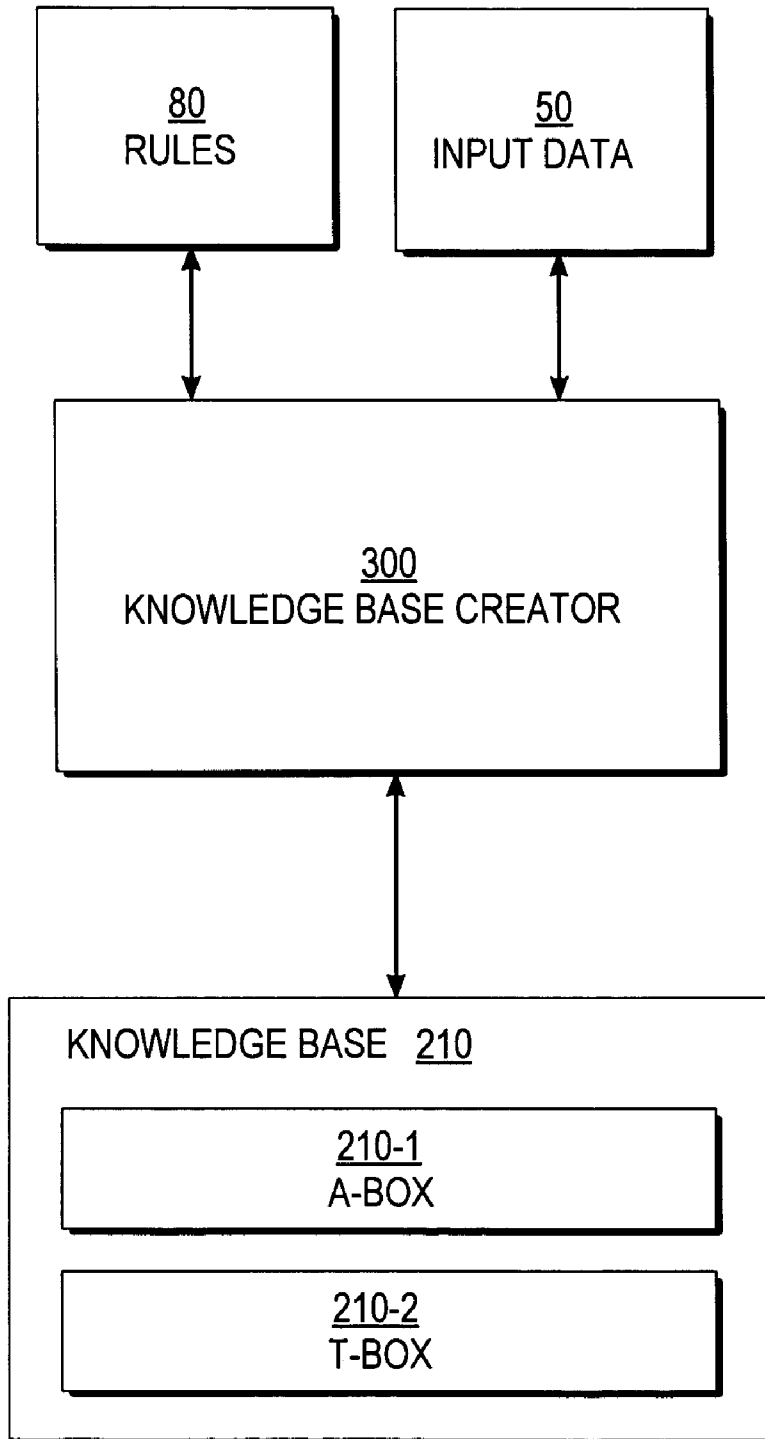 80
RULES
50
INPUT DATA
300
KNOWLEDGE BASE CREATOR
KNOWLEDGE BASE 210
210-1
A-BOX
210-2
T-BOX